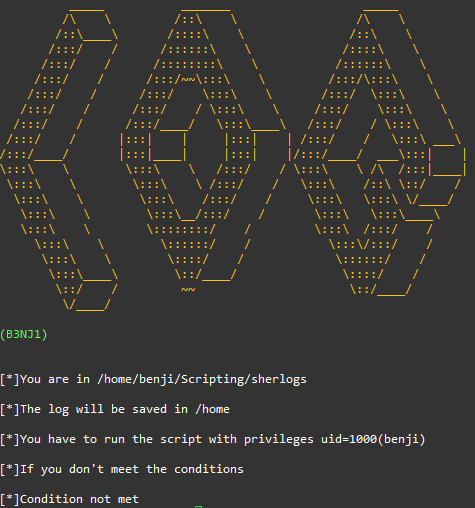 (B3NJ1)
[*]You are in /home/benji/Scripting/sherlogs
[*]The log will be saved in /home
[*]You have to run the script with privileges uid=1000(benji)
[*]If you don't meet the conditions
[*]Condition not met